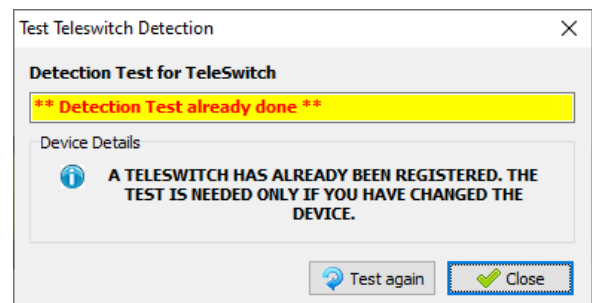 Test Teleswitch Detection
Detection Test for TeleSwitch
** Detection Test already done **
Device Details
A TELESWITCH HAS ALREADY BEEN REGISTERED. THE
TEST IS NEEDED ONLY IF YOU HAVE CHANGED THE
DEVICE.
Test again
Close